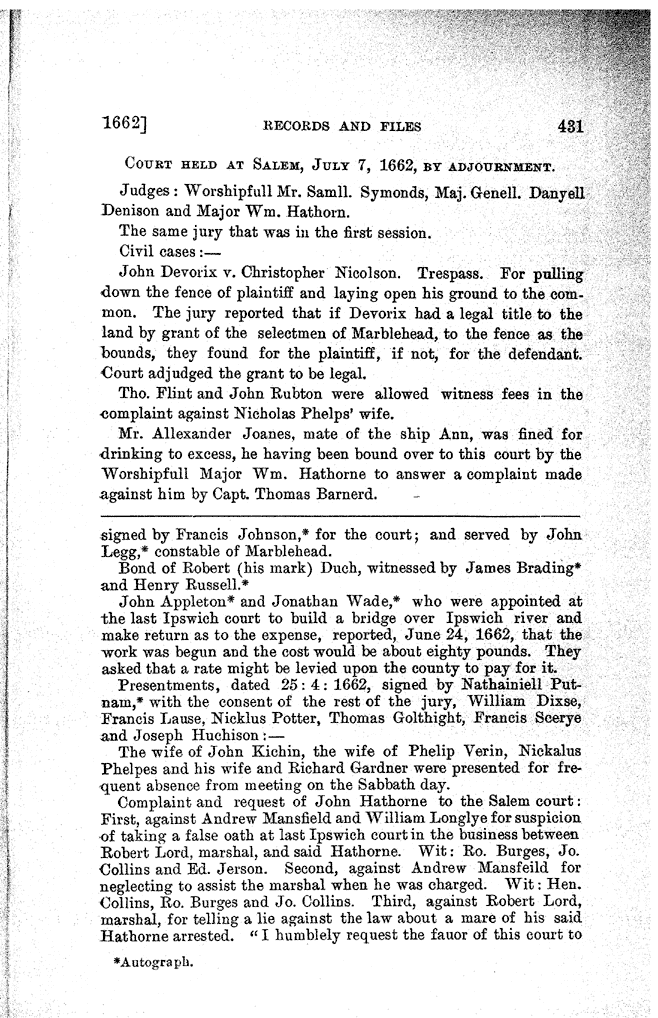 1662] RECORDS AND FILES 431
COURT HELD AT SALEM, JULY 7, 1662, BY ADJOURNMENT.
Judges: Worshipfull Mr. Samll. Symonds, Maj. Genell. Danyell
Denison and Major Wm. Hathorn.
The same jury that was in the first session.
Civil cases:—
John Devorix v. Christopher Nicolson. Trespass. For pulling
down the fence of plaintiff and laying open his ground to the com-
mon. The jury reported that if Devorix had a legal title to the
land by grant of the selectmen of Marblehead, to the fence as the
bounds, they found for the plaintiff, if not, for the defendant.
Court adjudged the grant to be legal.
Tho. Flint and John Rubton were allowed witness fees in the
complaint against Nicholas Phelps' wife.
Mr. Allexander Joanes, mate of the ship Ann, was fined for
drinking to excess, he having been bound over to this court by the
Worshipfull Major Wm. Hathorne to answer a complaint made
against him by Capt. Thomas Barnerd.
signed by Francis Johnson,* for the court; and served by John
Legg,* constable of Marblehead.
Bond of Robert (his mark) Duch, witnessed by James Brading*
and Henry Russell.*
John Appleton* and Jonathan Wade,* who were appointed at
the last Ipswich court to build a bridge over Ipswich river and
make return as to the expense, reported, June 24, 1662, that the
work was begun and the cost would be about eighty pounds. They
asked that a rate might be levied upon the county to pay for it.
Presentments, dated 25:4:1662, signed by Nathainiell Put-
nam,* with the consent of the rest of the jury, William Dixse,
Francis Lause, Nicklus Potter, Thomas Golthight, Francis Scerye
and Joseph Huchison:—
The wife of John Kichin, the wife of Phelip Verin, Nickalus
Phelpes and his wife and Richard Gardner were presented for fre-
quent absence from meeting on the Sabbath day.
Complaint and request of John Hathorne to the Salem court:
First, against Andrew Mansfield and William Longlye for suspicion
of taking a false oath at last Ipswich court in the business between
Robert Lord, marshal, and said Hathorne. Wit: Ro. Burges, Jo.
Collins and Ed. Jerson. Second, against Andrew Mansfeild for
neglecting to assist the marshal when he was charged. Wit: Hen.
Collins, Ro. Burges and Jo. Collins. Third, against Robert Lord,
marshal, for telling a lie against the law about a mare of his said
Hathorne arrested. "I humblely request the fauor of this court to
*Autograph.